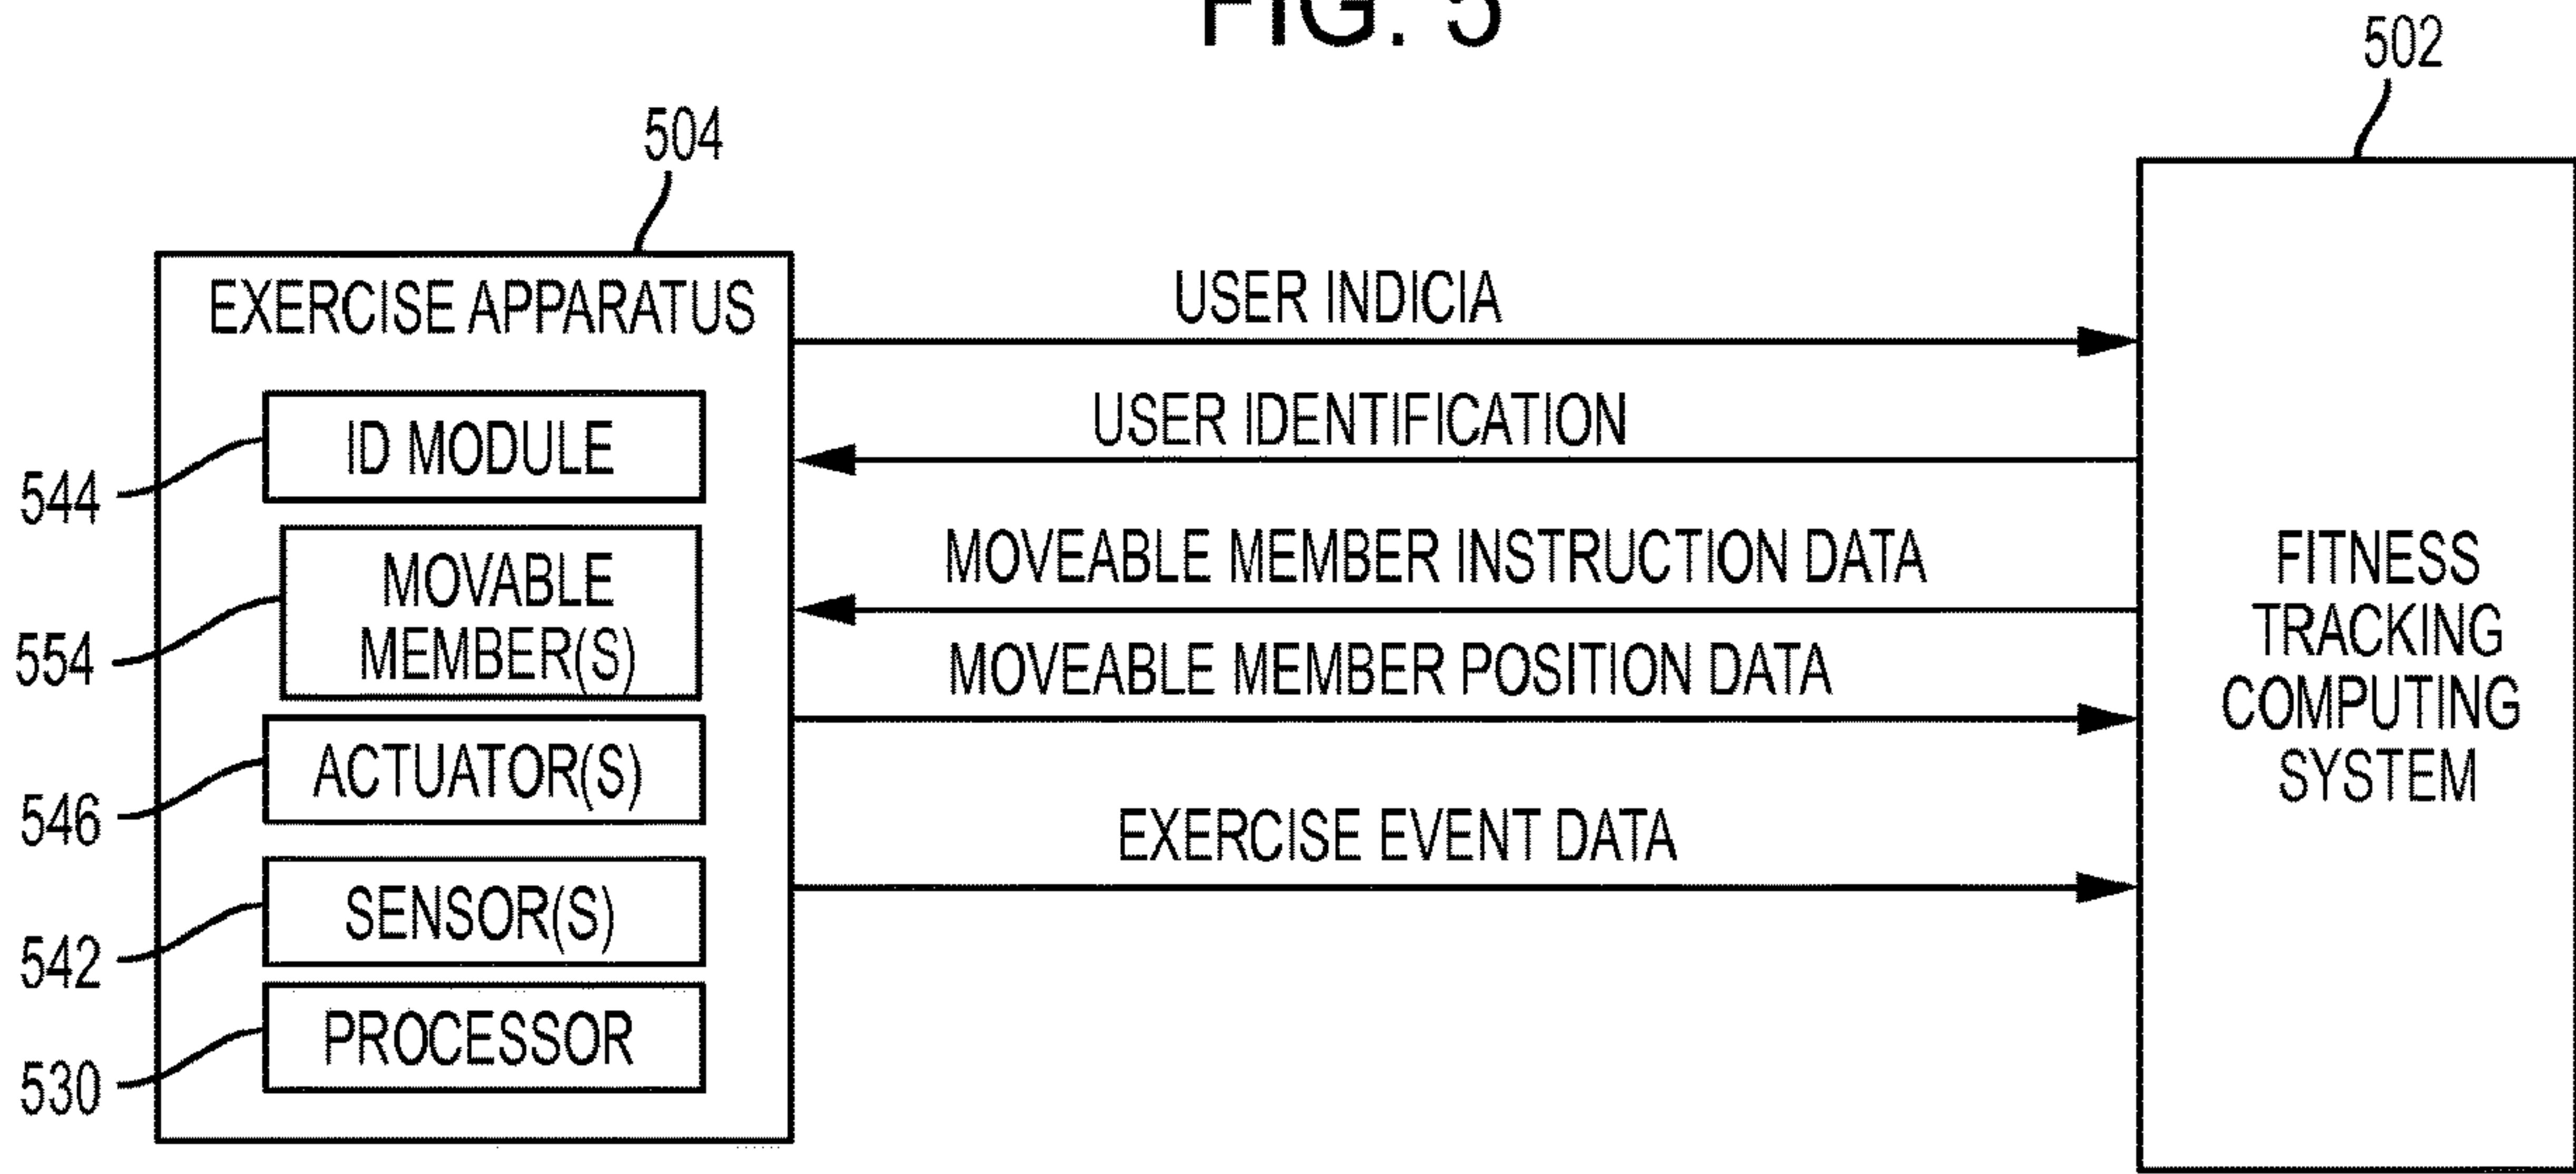 FIG. 5
502
504
EXERCISE APPARATUS
ID MODULE
544
MOVABLE
MEMBER(S)
554
ACTUATOR(S)
546
SENSOR(S)
542
PROCESSOR
530
USER INDICIA
USER IDENTIFICATION
MOVEABLE MEMBER INSTRUCTION DATA
MOVEABLE MEMBER POSITION DATA
EXERCISE EVENT DATA
FITNESS
TRACKING
COMPUTING
SYSTEM